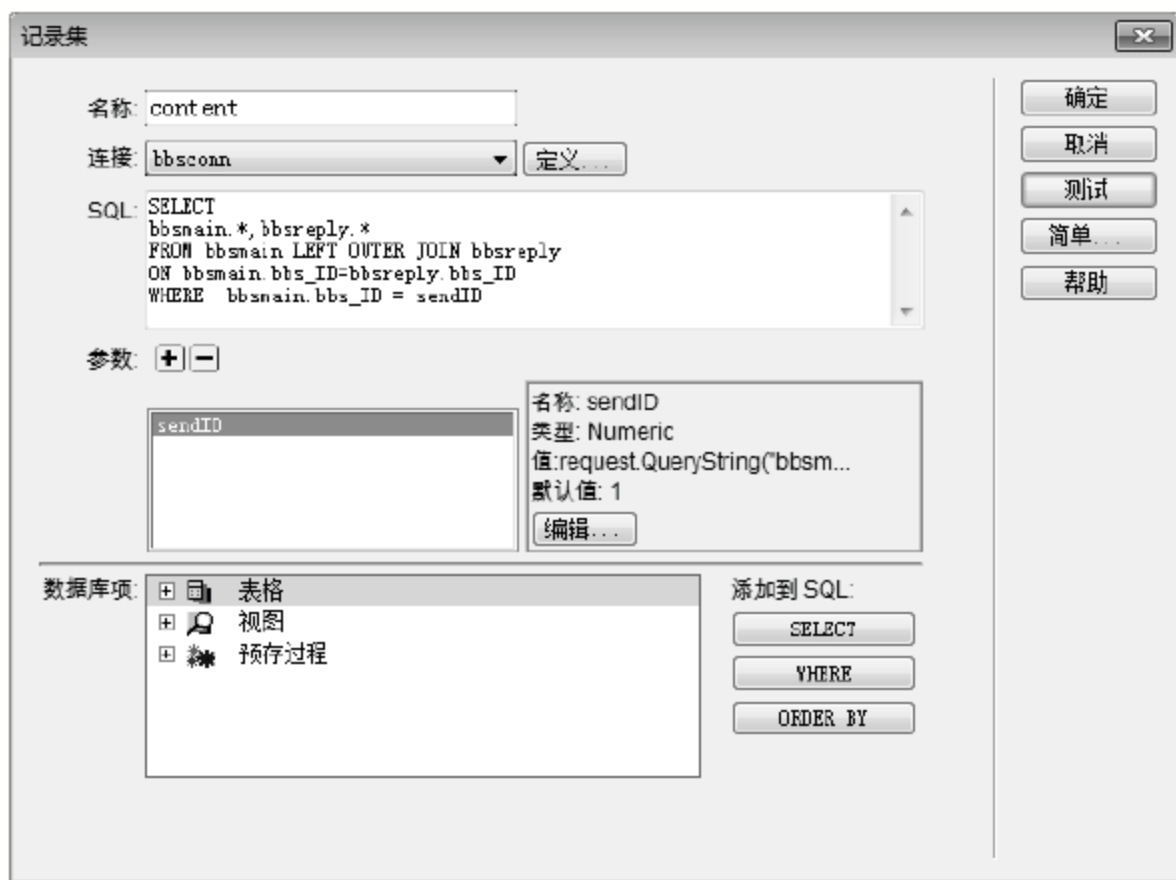 记录集
名称: content
确定
连接: bbsconn
定义...
取消
SQL: SELECT
bbsmain.*,bbsreply.*
FROM bbsmain LEFT OUTER JOIN bbsreply
ON bbsmain.bbs_ID=bbsreply.bbs_ID
WHERE  bbsmain.bbs_ID = sendID
测试
简单...
帮助
参数:
sendID
名称: sendID
类型: Numeric
值:request.QueryString("bbsm...
默认值: 1
编辑...
数据库项:
表格
视图
预存过程
添加到 SQL:
SELECT
WHERE
ORDER BY